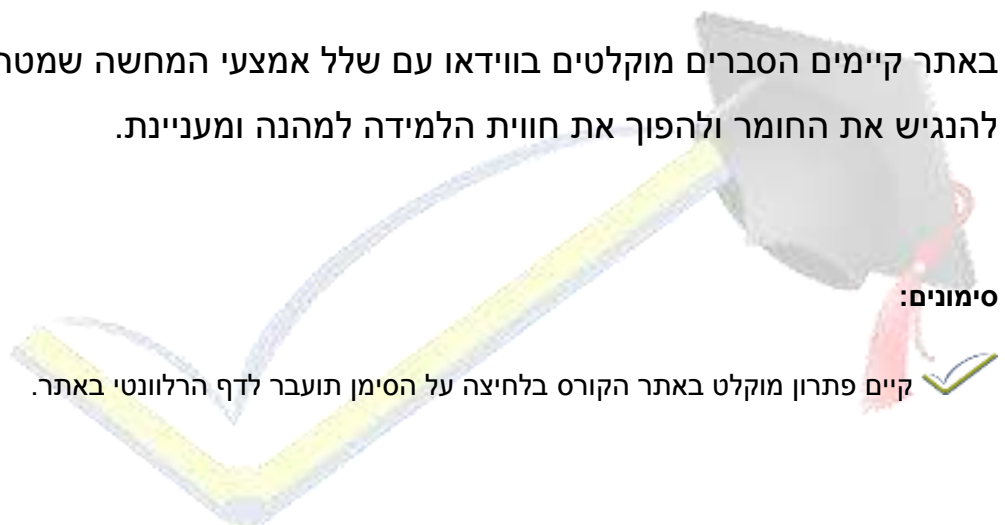 באתר קיימים הסברים מוקלטים בווידאו עם שלל אמצעי המחשה
להנגיש את החומר ולהפוך את חווית הלמידה למהנה ומעניינת.
סימונים:
קיים פתרון מוקלט באתר הקורס בלחיצה על הסימן תועבר לדף הרלוונטי באתר.